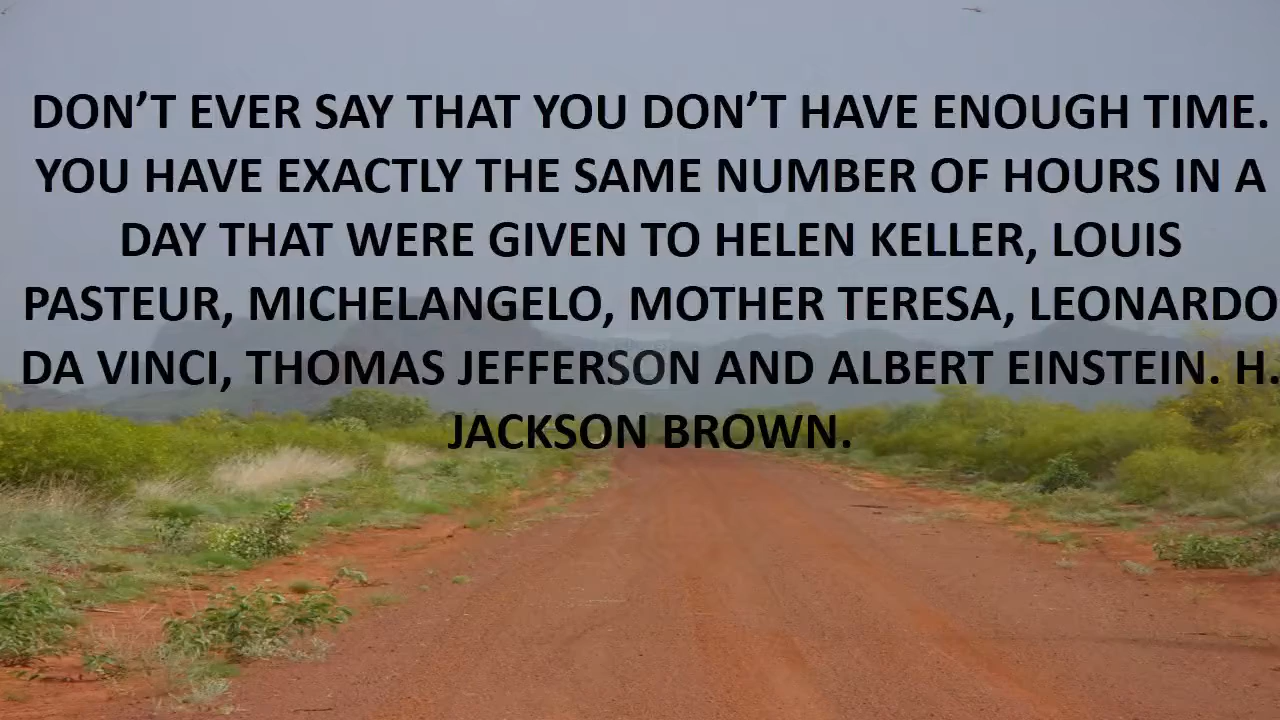 DON’T EVER SAY THAT YOU DON’T HAVE ENOUGH TIME.
YOU HAVE EXACTLY THE SAME NUMBER OF HOURS IN A
DAY THAT WERE GIVEN TO HELEN KELLER, LOUIS
PASTEUR, MICHELANGELO, MOTHER TERESA, LEONARDO
DA VINCI, THOMAS JEFFERSON AND ALBERT EINSTEIN. H.
JACKSON BROWN.